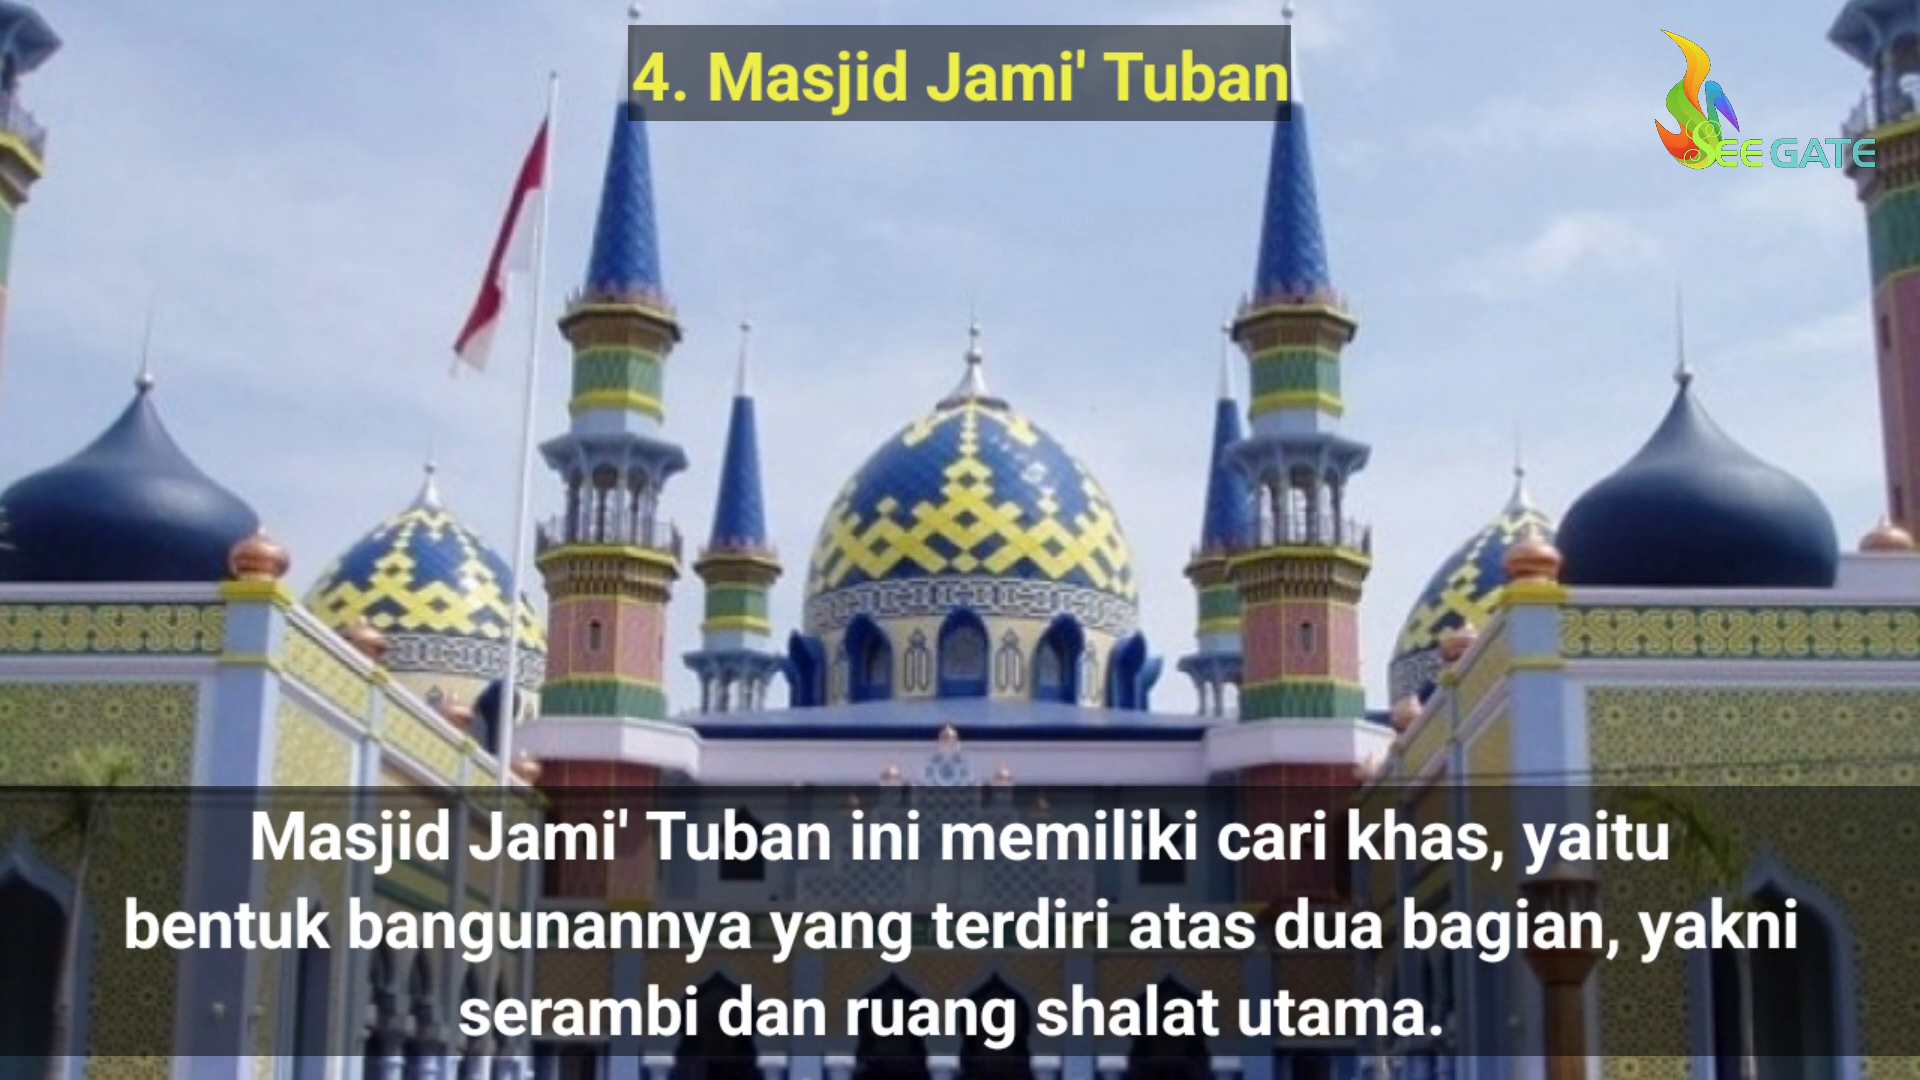 4. Masjid Jami' Tuban
SEE GATE
Masjid Jami' Tuban ini memiliki cari khas, yaitu
bentuk bangunannya yang terdiri atas dua bagian, yakni
serambi dan ruang shalat utama.